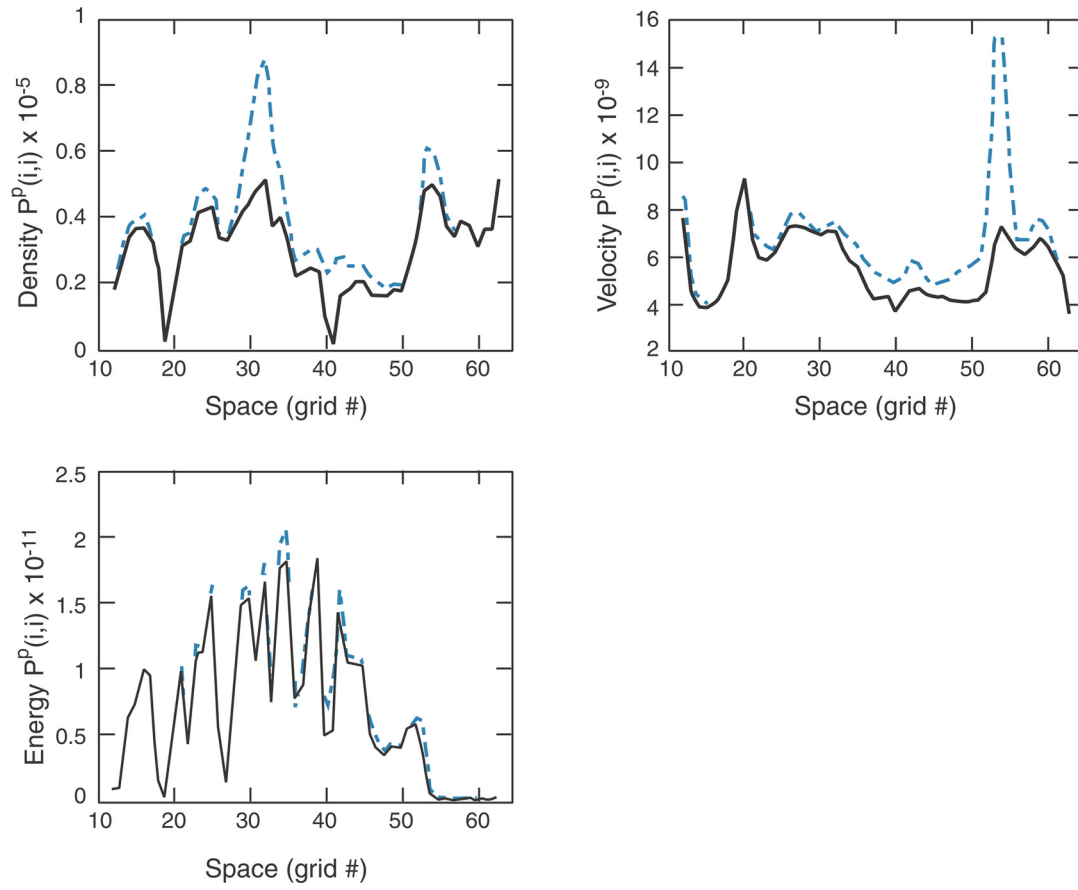 1
0.8
0.6
0.4
0.2
0
Density Pᵖ(i,i) x 10⁻⁵
10 20 30 40 50 60
Space (grid #)
16
14
12
10
8
6
4
2
Velocity Pᵖ(i,i) x 10⁻⁹
10 20 30 40 50 60
Space (grid #)
2.5
2
1.5
1
0.5
0
Energy Pᵖ(i,i) x 10⁻¹¹
10 20 30 40 50 60
Space (grid #)